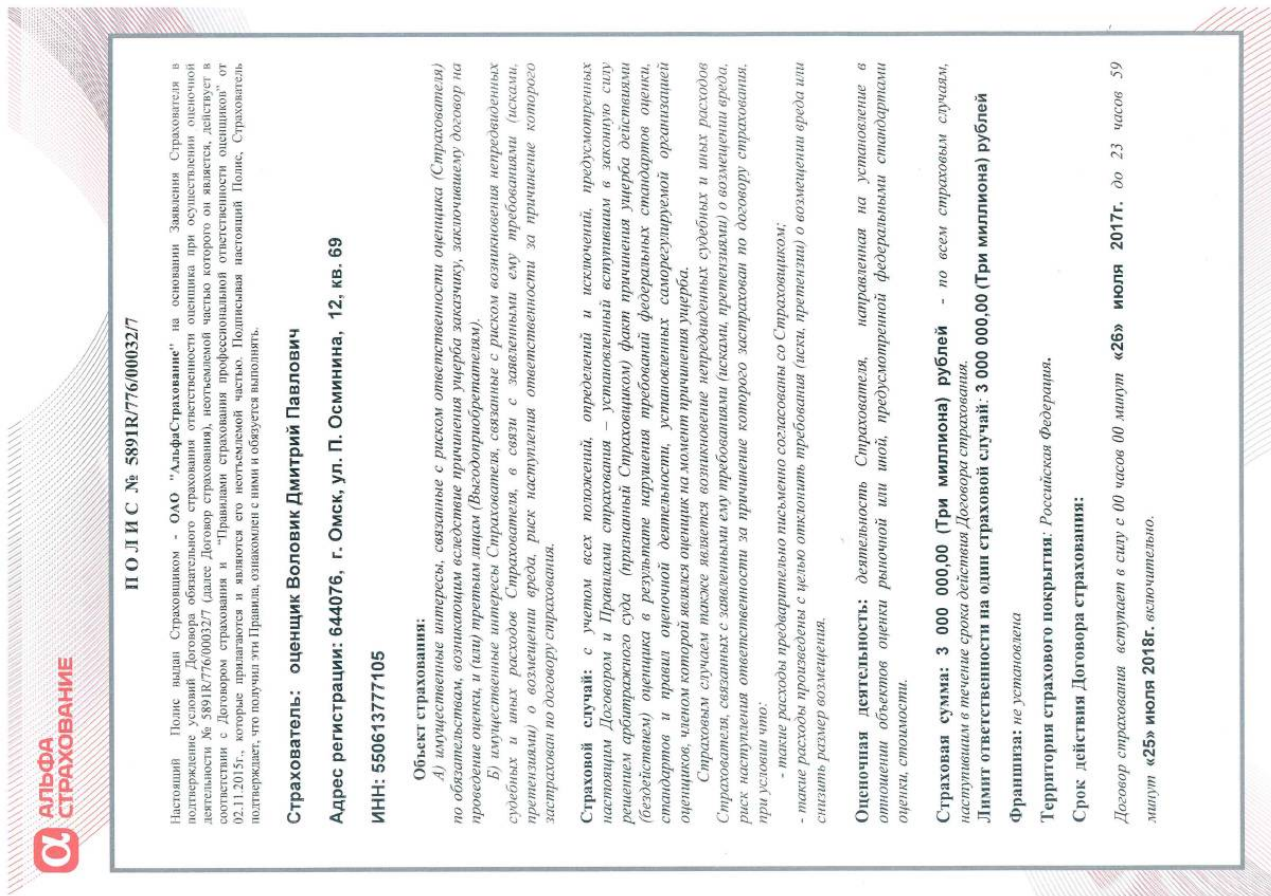 АЛЬФА
СТРАХОВАНИЕ
ПОЛИС № 5891R/776/00032/7
Настоящий Полис выдан Страховщиком - ОАО "АльфаСтрахование" на основании Заявления Страхователя в
подтверждение условий Договора обязательного страхования ответственности оценщика при осуществлении оценочной
деятельности № 5891R/776/00032/7 (далее Договор страхования), неотъемлемой частью которого он является, действует в
соответствии с Договором страхования и "Правилами страхования профессиональной ответственности оценщиков" от
02.11.2015г., которые прилагаются и являются его неотъемлемой частью. Подписывая настоящий Полис, Страхователь
подтверждает, что получил эти Правила, ознакомлен с ними и обязуется выполнять.
Страхователь: оценщик Воловик Дмитрий Павлович
Адрес регистрации: 644076, г. Омск, ул. П. Осминина, 12, кв. 69
ИНН: 550613777105
Объект страхования:
А) имущественные интересы, связанные с риском ответственности оценщика (Страхователя)
по обязательствам, возникающим вследствие причинения ущерба заказчику, заключившему договор на
проведение оценки, и (или) третьим лицам (Выгодоприобретателям).
Б) имущественные интересы Страхователя, связанные с риском возникновения непредвиденных
судебных и иных расходов Страхователя, в связи с заявленными ему требованиями (исками,
претензиями) о возмещении вреда, риск наступления ответственности за причинение которого
застрахован по договору страхования.
Страховой случай: с учетом всех положений, определений и исключений, предусмотренных
настоящим Договором и Правилами страхования – установленный вступившим в законную силу
решением арбитражного суда (признанный Страховщиком) факт причинения ущерба действиями
(бездействием) оценщика в результате нарушения требований федеральных стандартов оценки,
стандартов и правил оценочной деятельности, установленных саморегулируемой организацией
оценщиков, членом которой являлся оценщик на момент причинения ущерба.
Страховым случаем также является возникновение непредвиденных судебных и иных расходов
Страхователя, связанных с заявленными ему требованиями (исками, претензиями) о возмещении вреда,
риск наступления ответственности за причинение которого застрахован по договору страхования,
при условии что:
- такие расходы предварительно письменно согласованы со Страховщиком;
- такие расходы произведены с целью отклонить требования (иски, претензии) о возмещении вреда или
снизить размер возмещения.
Оценочная деятельность: деятельность Страхователя, направленная на установление в
отношении объектов оценки рыночной или иной, предусмотренной федеральными стандартами
оценки, стоимости.
Страховая сумма: 3 000 000,00 (Три миллиона) рублей - по всем страховым случаям,
наступившим в течение срока действия Договора страхования.
Лимит ответственности на один страховой случай: 3 000 000,00 (Три миллиона) рублей
Франшиза: не установлена
Территория страхового покрытия: Российская Федерация.
Срок действия Договора страхования:
Договор страхования вступает в силу с 00 часов 00 минут «26» июля 2017г. до 23 часов 59
минут «25» июля 2018г. включительно.